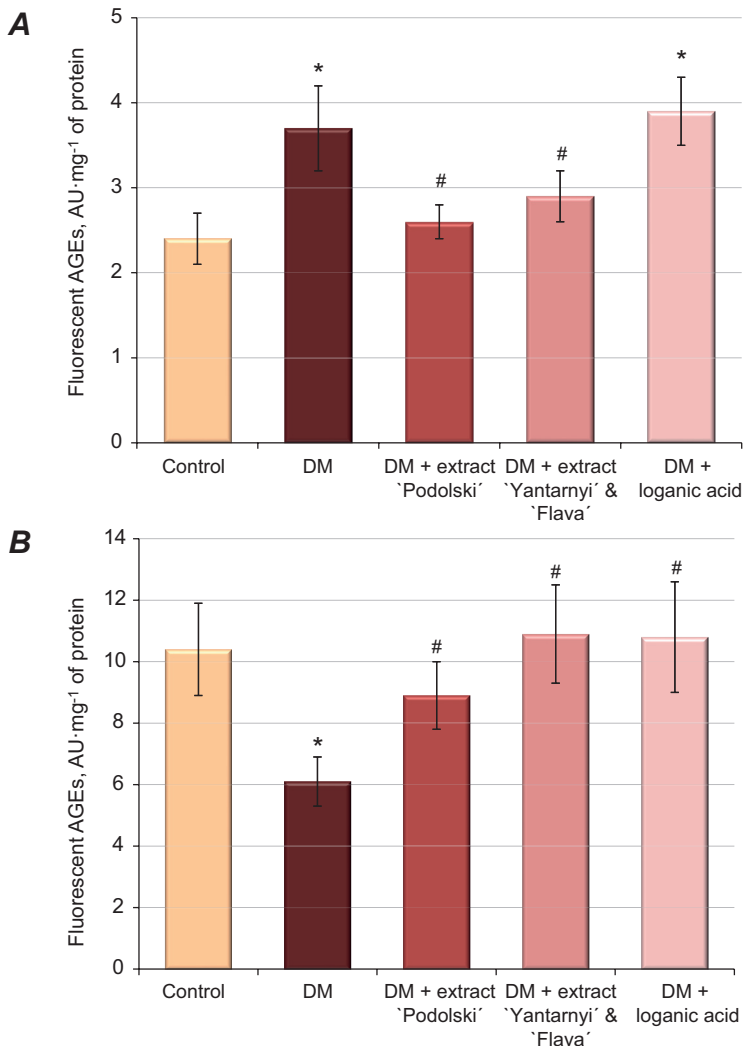 A
Fluorescent AGEs, AU·mg⁻¹ of protein
5
4
3
2
1
0
*
#
#
*
Control
DM
DM + extract
`Podolski´
DM + extract
`Yantarnyi´ &
`Flava´
DM +
loganic acid
B
Fluorescent AGEs, AU·mg⁻¹ of protein
14
12
10
8
6
4
2
0
*
#
#
#
Control
DM
DM + extract
`Podolski´
DM + extract
`Yantarnyi´ &
`Flava´
DM +
loganic acid